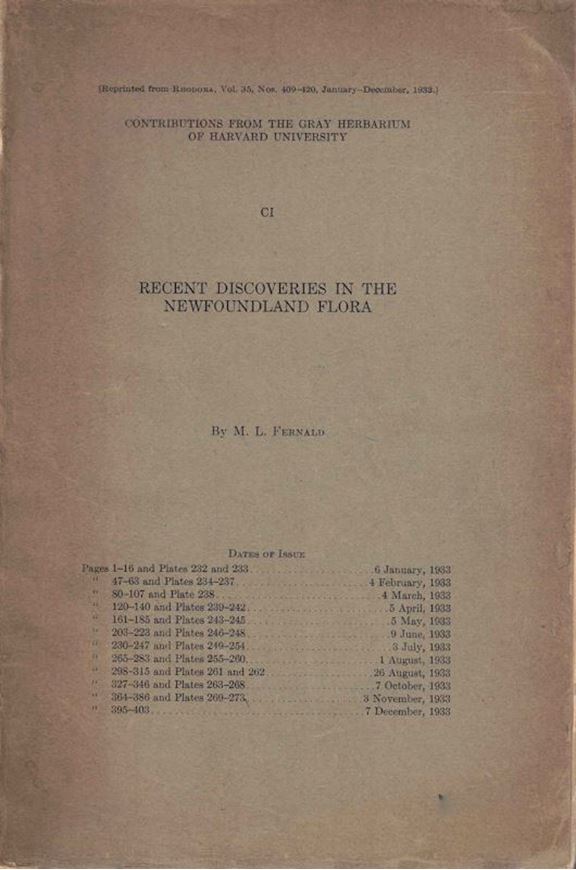 (Reprinted from Rhodora, Vol. 35, Nos. 409–420, January–December, 1933.)
CONTRIBUTIONS FROM THE GRAY HERBARIUM
OF HARVARD UNIVERSITY
CI
RECENT DISCOVERIES IN THE
NEWFOUNDLAND FLORA
By M. L. Fernald
Dates of Issue
Pages 1–16 and Plates 232 and 233 6 January, 1933
" 47–63 and Plates 234–237 4 February, 1933
" 80–107 and Plate 238 4 March, 1933
" 120–140 and Plates 239–242 5 April, 1933
" 161–185 and Plates 243–245 5 May, 1933
" 203–223 and Plates 246–248 9 June, 1933
" 230–247 and Plates 249–254 3 July, 1933
" 265–283 and Plates 255–260 1 August, 1933
" 298–315 and Plates 261 and 262 26 August, 1933
" 327–346 and Plates 263–268 7 October, 1933
" 364–386 and Plates 269–273 3 November, 1933
" 395–403 7 December, 1933